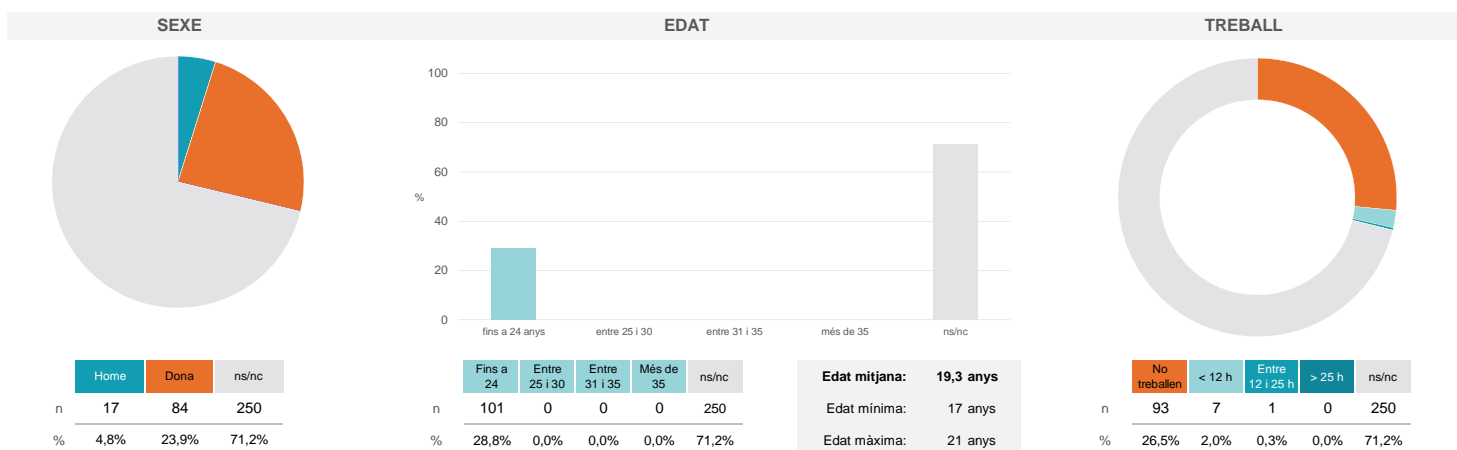 SEXE
EDAT
TREBALL
100
80
60
%
40
20
0
fins a 24 anys
entre 25 i 30
entre 31 i 35
més de 35
ns/nc
Home Dona ns/nc
n 17 84 250
% 4,8% 23,9% 71,2%
Fins a 24 Entre 25 i 30 Entre 31 i 35 Més de 35 ns/nc
n 101 0 0 0 250
% 28,8% 0,0% 0,0% 0,0% 71,2%
Edat mitjana: 19,3 anys
Edat mínima: 17 anys
Edat màxima: 21 anys
No treballen < 12 h Entre 12 i 25 h > 25 h ns/nc
n 93 7 1 0 250
% 26,5% 2,0% 0,3% 0,0% 71,2%